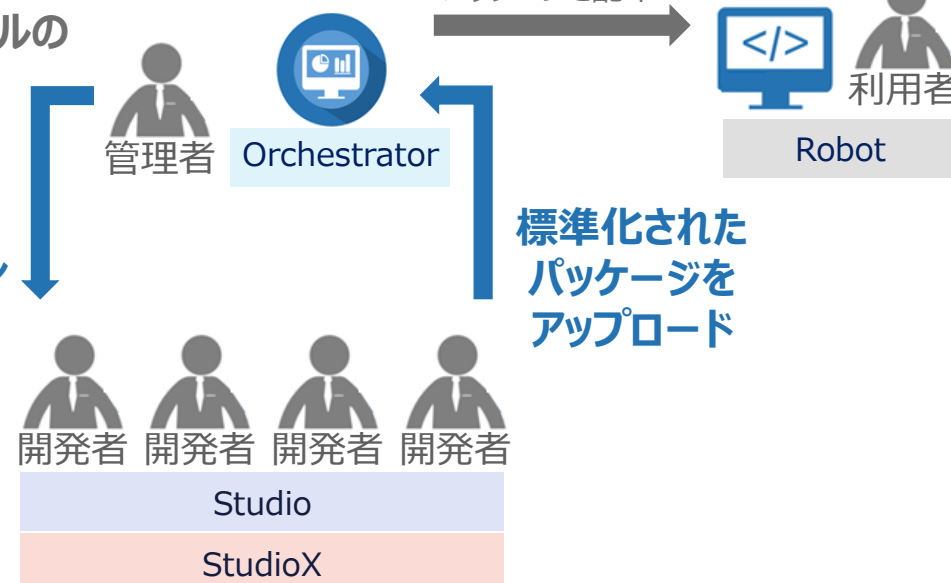 ルの
</>
利用者
管理者
Orchestrator
Robot
標準化された
パッケージを
アップロード
開発者 開発者 開発者 開発者
Studio
StudioX